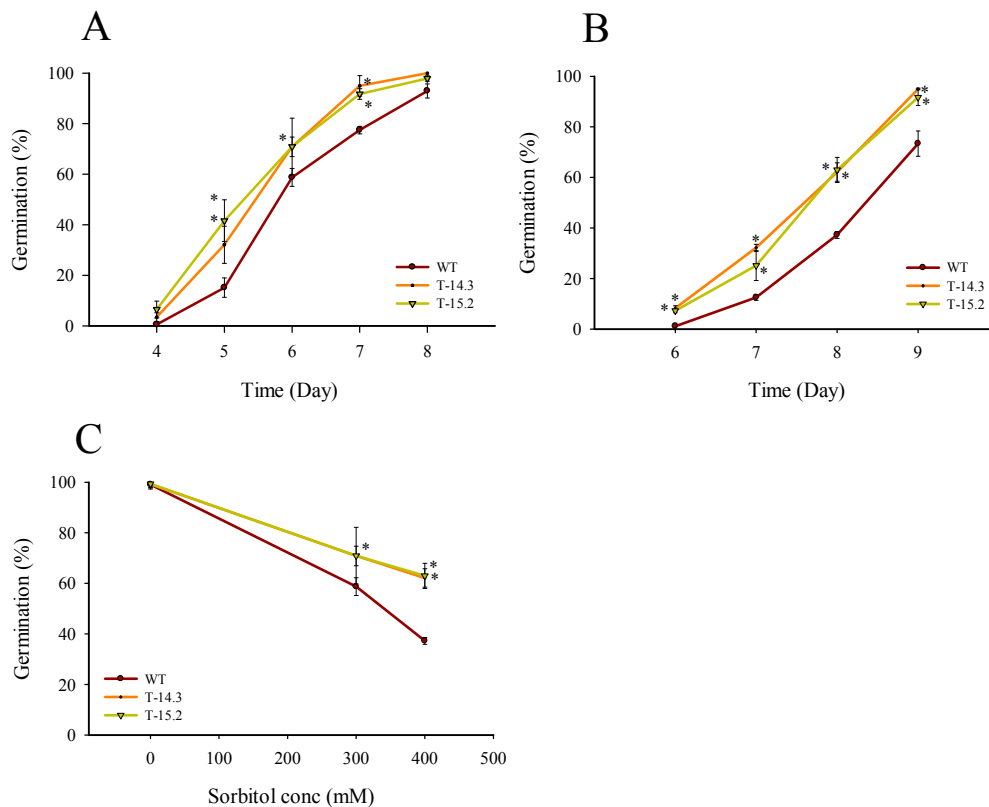 A
100
80
60
40
20
0
Germination (%)
* * * * *
WT
T-14.3
T-15.2
4 5 6 7 8
Time (Day)
B
100
80
60
40
20
0
Germination (%)
* * * * * * * *
WT
T-14.3
T-15.2
6 7 8 9
Time (Day)
C
100
80
60
40
20
0
Germination (%)
* * *
WT
T-14.3
T-15.2
0 100 200 300 400 500
Sorbitol conc (mM)